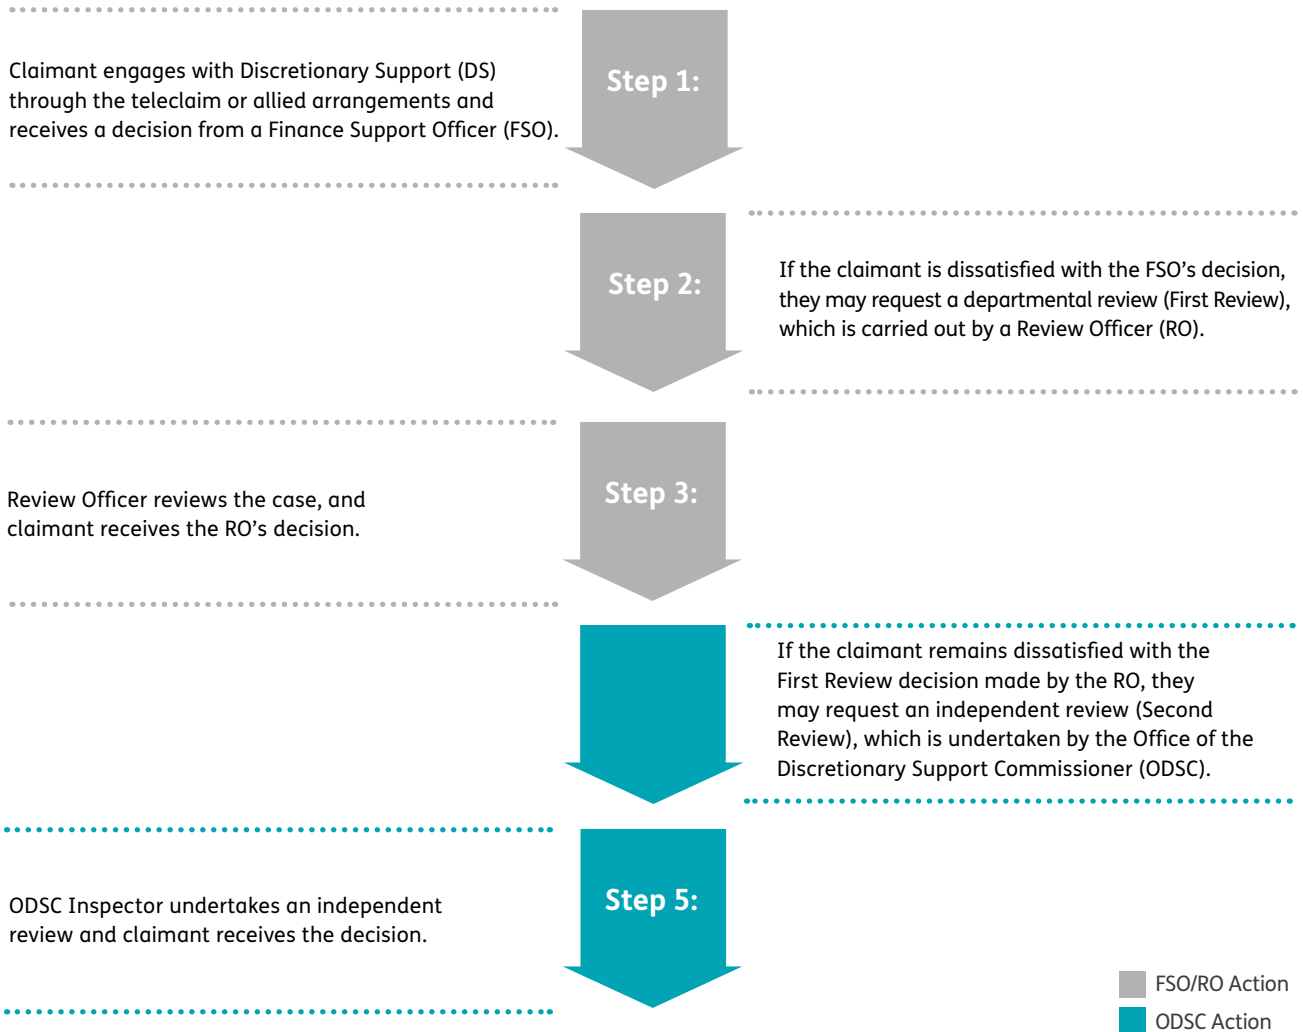 Claimant engages with Discretionary Support (DS)
through the teleclaim or allied arrangements and
receives a decision from a Finance Support Officer (FSO).
Step 1:
Step 2:
If the claimant is dissatisfied with the FSO’s decision,
they may request a departmental review (First Review),
which is carried out by a Review Officer (RO).
Review Officer reviews the case, and
claimant receives the RO’s decision.
Step 3:
If the claimant remains dissatisfied with the
First Review decision made by the RO, they
may request an independent review (Second
Review), which is undertaken by the Office of the
Discretionary Support Commissioner (ODSC).
ODSC Inspector undertakes an independent
review and claimant receives the decision.
Step 5:
FSO/RO Action
ODSC Action